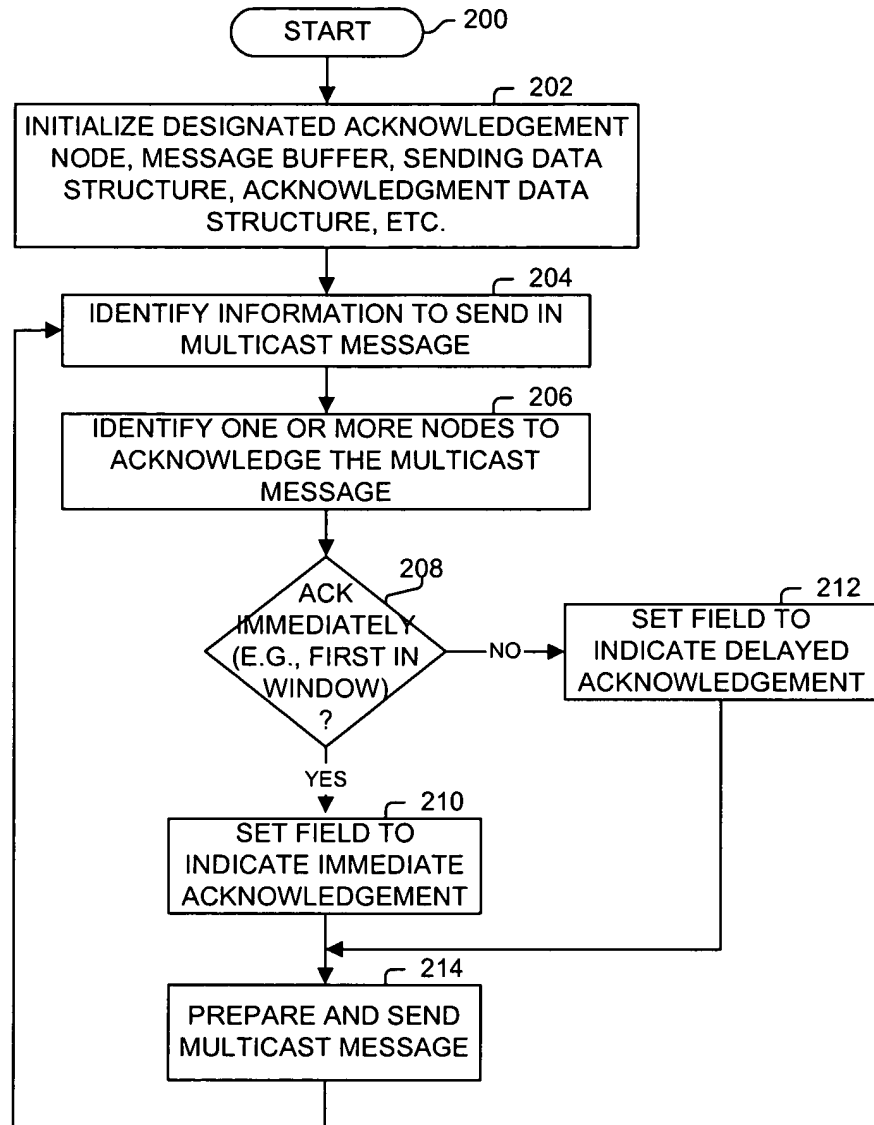 START
200
202
INITIALIZE DESIGNATED ACKNOWLEDGEMENT
NODE, MESSAGE BUFFER, SENDING DATA
STRUCTURE, ACKNOWLEDGMENT DATA
STRUCTURE, ETC.
204
IDENTIFY INFORMATION TO SEND IN
MULTICAST MESSAGE
206
IDENTIFY ONE OR MORE NODES TO
ACKNOWLEDGE THE MULTICAST
MESSAGE
208
ACK
IMMEDIATELY
(E.G., FIRST IN
WINDOW)
?
NO
212
SET FIELD TO
INDICATE DELAYED
ACKNOWLEDGEMENT
YES
210
SET FIELD TO
INDICATE IMMEDIATE
ACKNOWLEDGEMENT
214
PREPARE AND SEND
MULTICAST MESSAGE